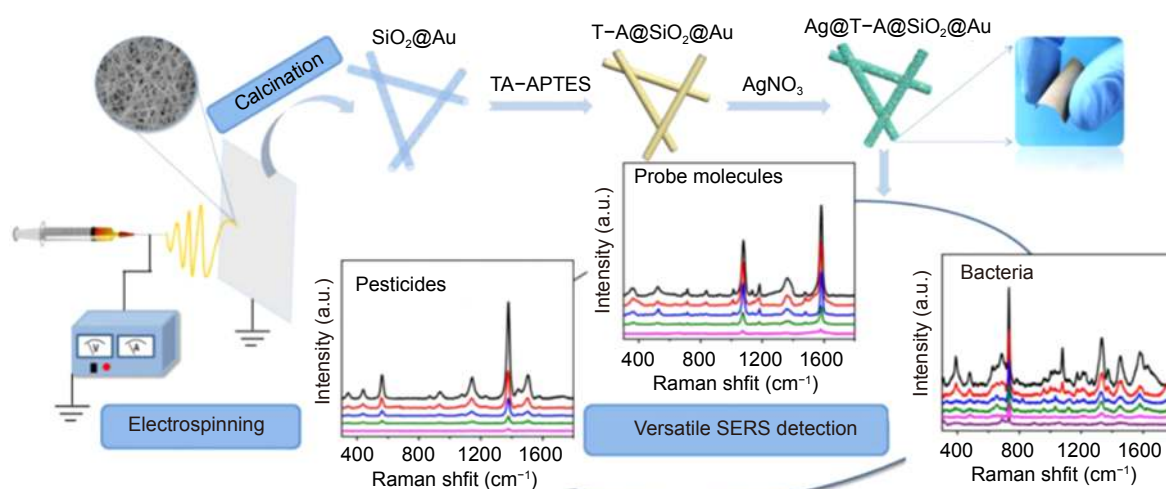 SiO₂@Au
T−A@SiO₂@Au
Ag@T−A@SiO₂@Au
Calcination
TA−APTES
AgNO₃
V
A
Electrospinning
Pesticides
Intensity (a.u.)
400
800
1200
1600
Raman shfit (cm⁻¹)
Probe molecules
Intensity (a.u.)
400
800
1200
1600
Raman shfit (cm⁻¹)
Versatile SERS detection
Bacteria
Intensity (a.u.)
400
800
1200
1600
Raman shfit (cm⁻¹)